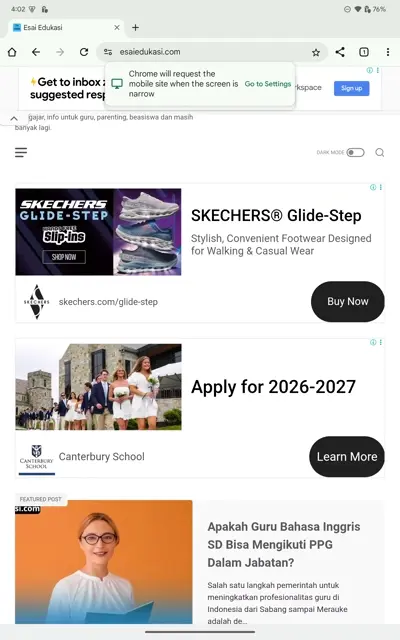 4:02
76%
Esai Edukasi
esaiedukasi.com
1
Get to inbox z
suggested resp
rkspace
Sign up
Chrome will request the
mobile site when the screen is
narrow
Go to Settings
gajar, info untuk guru, parenting, beasiswa dan masih
banyak lagi
DARK MODE
SKECHERS
GLIDE-STEP
Slip-ins
SHOP NOW
SKECHERS® Glide-Step
Stylish, Convenient Footwear Designed
for Walking & Casual Wear
SKECHERS
skechers.com/glide-step
Buy Now
Apply for 2026-2027
CANTERBURY
SCHOOL
Canterbury School
Learn More
FEATURED POST
si.com
Apakah Guru Bahasa Inggris
SD Bisa Mengikuti PPG
Dalam Jabatan?
Salah satu langkah pemerintah untuk
meningkatkan profesionalitas guru di
Indonesia dari Sabang sampai Merauke
adalah de...